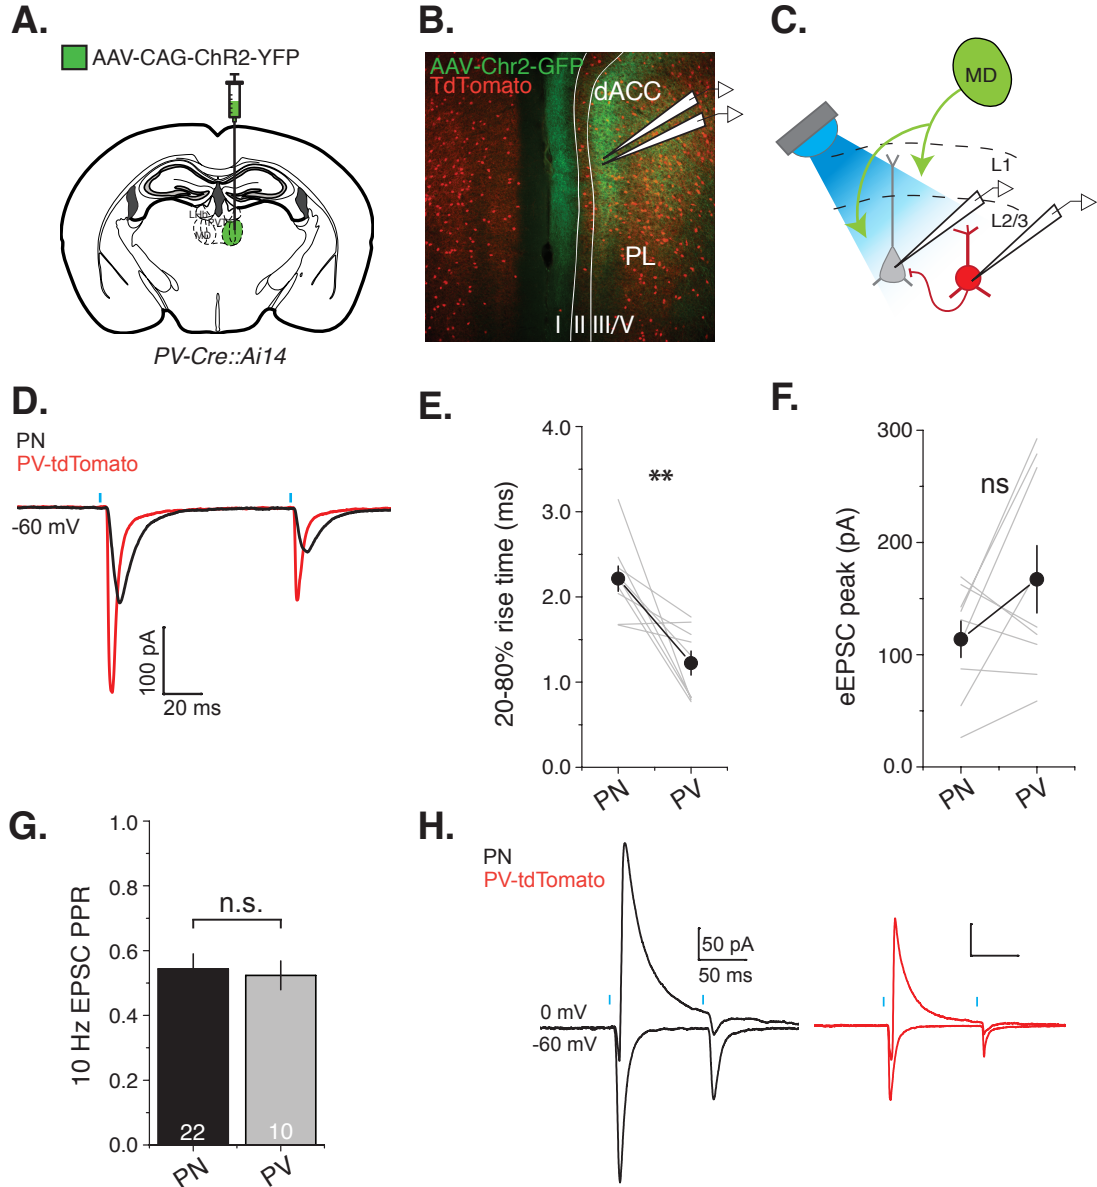 A.
AAV-CAG-ChR2-YFP
LHb
PV
MD
PV-Cre::Ai14
B.
AAV-Chr2-GFP
TdTomato
dACC
PL
I II III/V
C.
MD
L1
L2/3
D.
PN
PV-tdTomato
-60 mV
100 pA
20 ms
E.
20-80% rise time (ms)
4.0
3.0
2.0
1.0
0.0
**
PN PV
F.
eEPSC peak (pA)
300
200
100
0.0
ns
PN PV
G.
10 Hz EPSC PPR
1.0
0.8
0.6
0.4
0.2
0.0
n.s.
22 10
PN PV
H.
PN
PV-tdTomato
50 pA
50 ms
0 mV
-60 mV